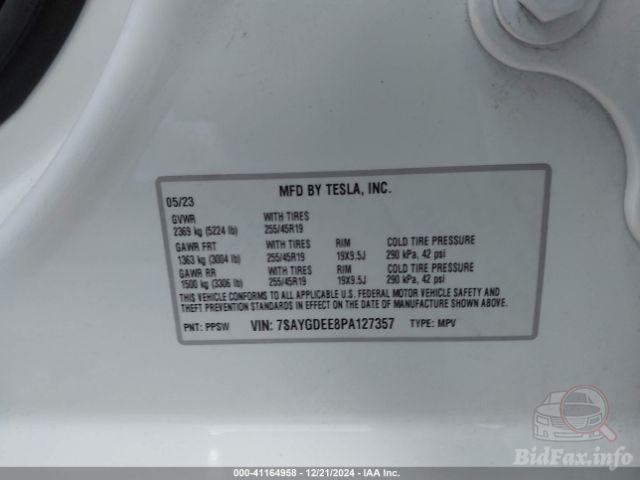 MFD BY TESLA, INC.
05/23
GVWR WITH TIRES
2369 kg (5224 lb) 255/45R19
GAWR FRT WITH TIRES RIM COLD TIRE PRESSURE
1363 kg (3004 lb) 255/45R19 19X9.5J 290 kPa, 42 psi
GAWR RR WITH TIRES RIM COLD TIRE PRESSURE
1500 kg (3306 lb) 255/45R19 19X9.5J 290 kPa, 42 psi
THIS VEHICLE CONFORMS TO ALL APPLICABLE U.S. FEDERAL MOTOR VEHICLE SAFETY AND
THEFT PREVENTION STANDARDS IN EFFECT ON THE DATE OF MANUFACTURE SHOWN ABOVE.
PNT: PPSW VIN: 7SAYGDEE8PA127357 TYPE: MPV
BidFax.info
000-41164958 - 12/21/2024 - IAA Inc.